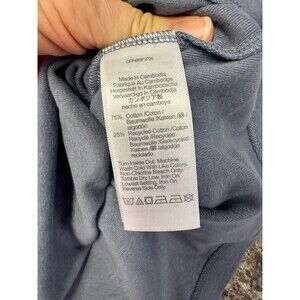 Made in Cambodia
Fabriqué Au Cambodge
Hergestellt in Kambodscha
Vervaardigd in Cambodja
カンボジア製
hecho en camboya
75% Cotton /Coton /
Baumwolle /Katoen / 綿 /
algodón
25% Recycled Cotton /Coton
Recyclé /Recycled
Baumwolle /Gerecycled
Katoen / 綿 /algodón
reciclado
Turn Inside Out, Machine
Wash Cold With Like Colors.
Non-Chlorine Bleach Only.
Tumble Dry Low, Iron On
Lowest Setting, Iron On
Reverse Side Only.